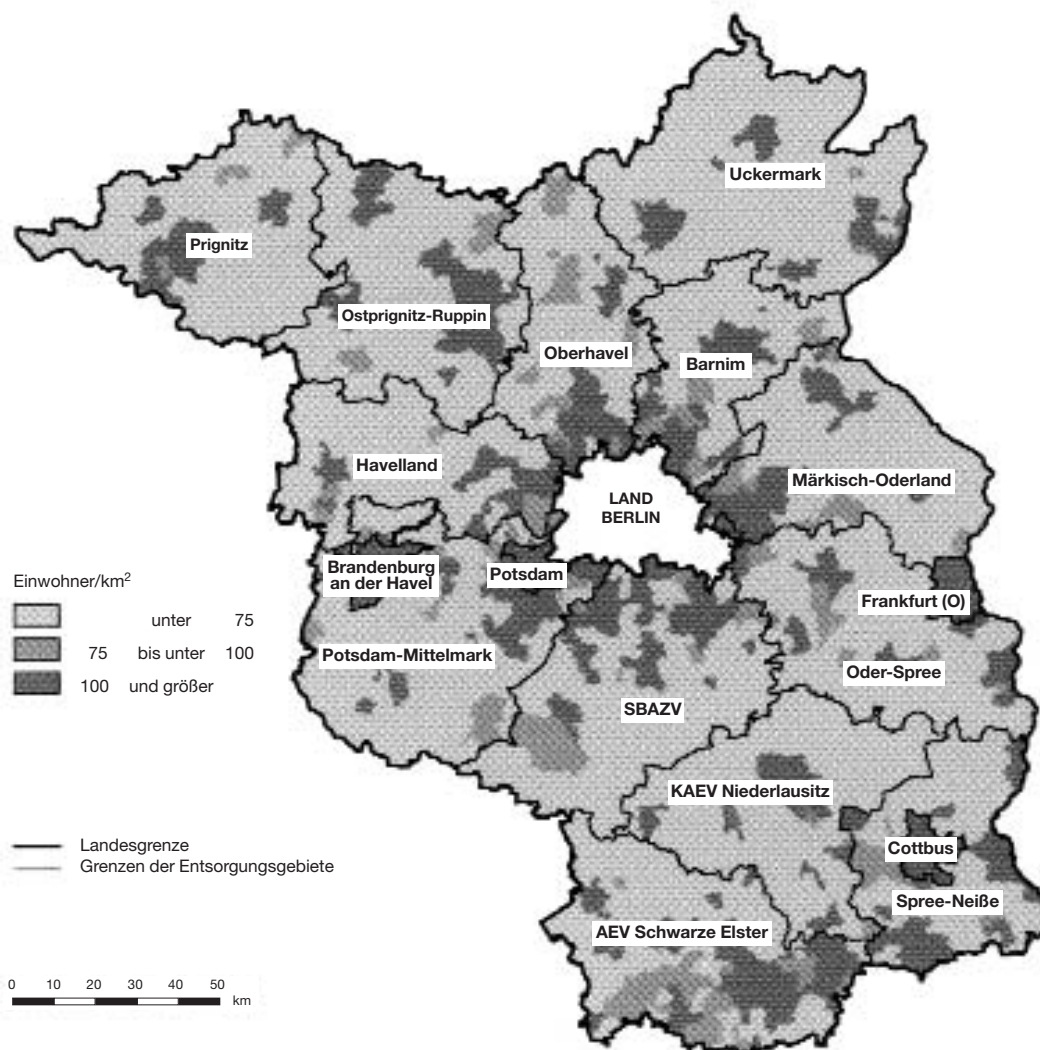 Uckermark
Prignitz
Ostprignitz-Ruppin
Oberhavel
Barnim
Havelland
Märkisch-Oderland
LAND
BERLIN
Brandenburg
an der Havel
Potsdam
Frankfurt (O)
Potsdam-Mittelmark
Oder-Spree
SBAZV
KAEV Niederlausitz
Cottbus
Spree-Neiße
AEV Schwarze Elster
Einwohner/km²
unter 75
75 bis unter 100
100 und größer
Landesgrenze
Grenzen der Entsorgungsgebiete
0 10 20 30 40 50
km